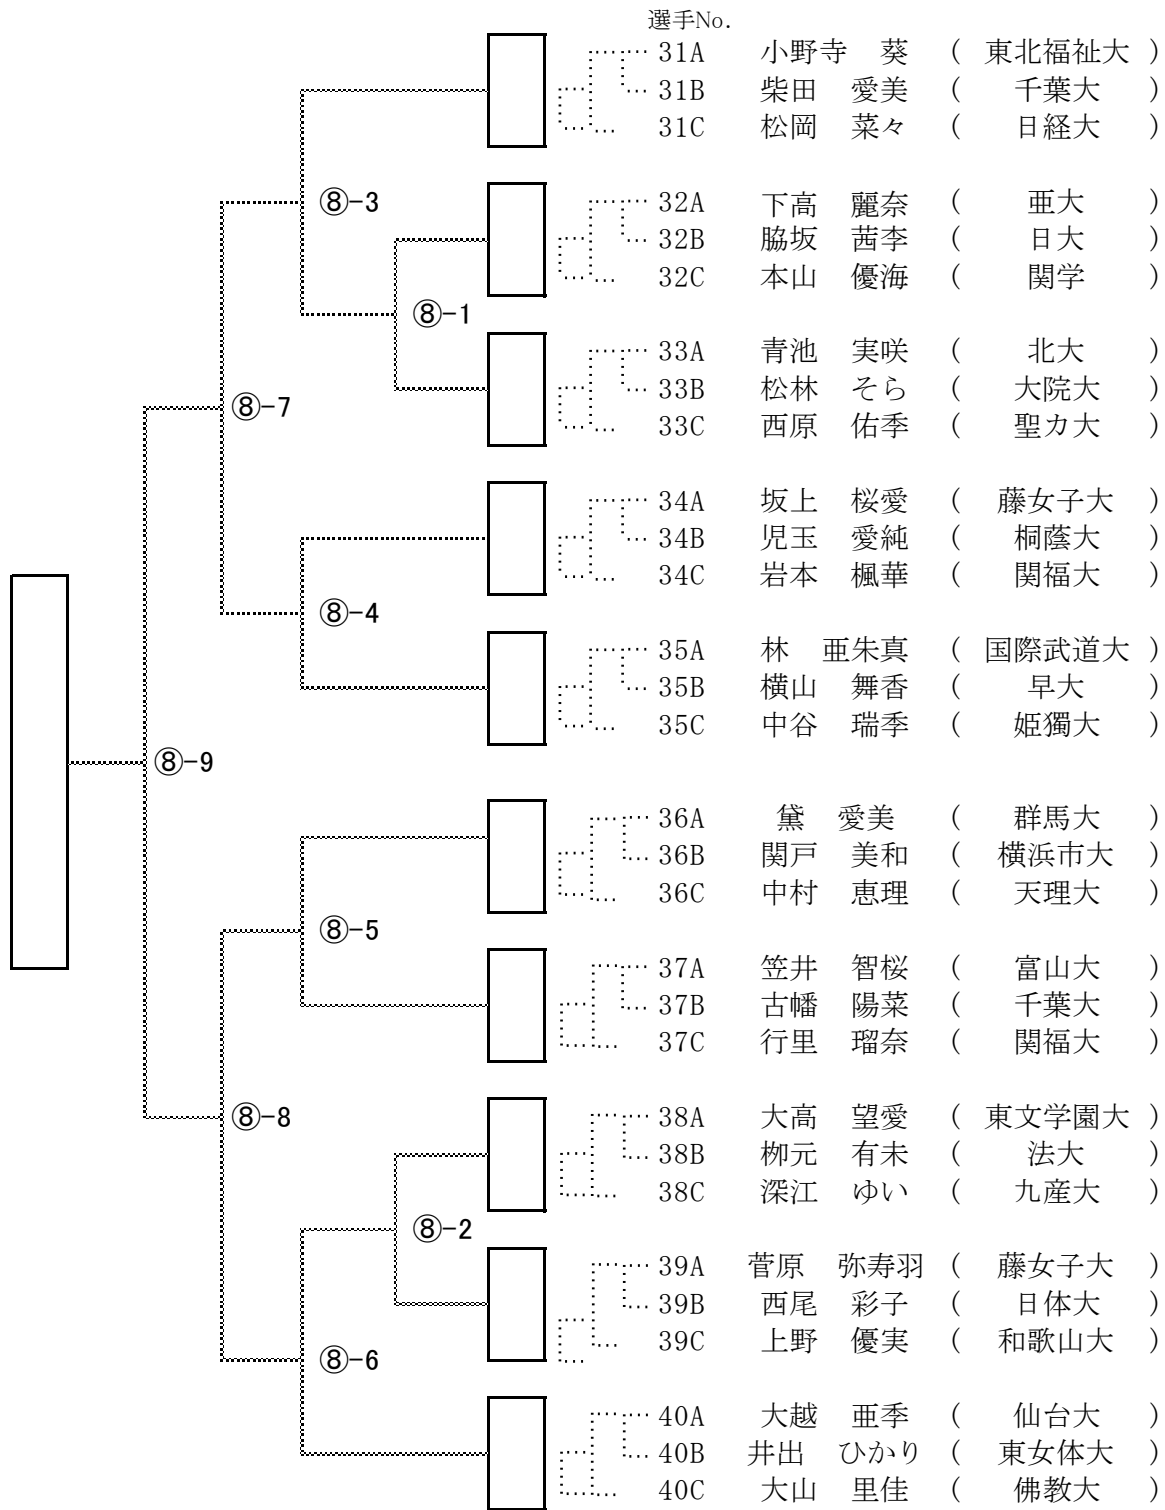 選手No.
31A 小野寺 葵 ( 東北福祉大 )
31B 柴田 愛美 ( 千葉大 )
31C 松岡 菜々 ( 日経大 )
⑧-3
32A 下高 麗奈 ( 亜大 )
32B 脇坂 茜李 ( 日大 )
32C 本山 優海 ( 関学 )
⑧-1
33A 青池 実咲 ( 北大 )
33B 松林 そら ( 大院大 )
⑧-7
33C 西原 佑季 ( 聖カ大 )
34A 坂上 桜愛 ( 藤女子大 )
34B 児玉 愛純 ( 桐蔭大 )
34C 岩本 楓華 ( 関福大 )
⑧-4
35A 林 亜朱真 ( 国際武道大 )
35B 横山 舞香 ( 早大 )
35C 中谷 瑞季 ( 姫獨大 )
⑧-9
36A 黛 愛美 ( 群馬大 )
36B 関戸 美和 ( 横浜市大 )
36C 中村 恵理 ( 天理大 )
⑧-5
37A 笠井 智桜 ( 富山大 )
37B 古幡 陽菜 ( 千葉大 )
37C 行里 瑠奈 ( 関福大 )
⑧-8
38A 大高 望愛 ( 東文学園大 )
38B 栁元 有未 ( 法大 )
38C 深江 ゆい ( 九産大 )
⑧-2
39A 菅原 弥寿羽 ( 藤女子大 )
39B 西尾 彩子 ( 日体大 )
39C 上野 優実 ( 和歌山大 )
⑧-6
40A 大越 亜季 ( 仙台大 )
40B 井出 ひかり ( 東女体大 )
40C 大山 里佳 ( 佛教大 )